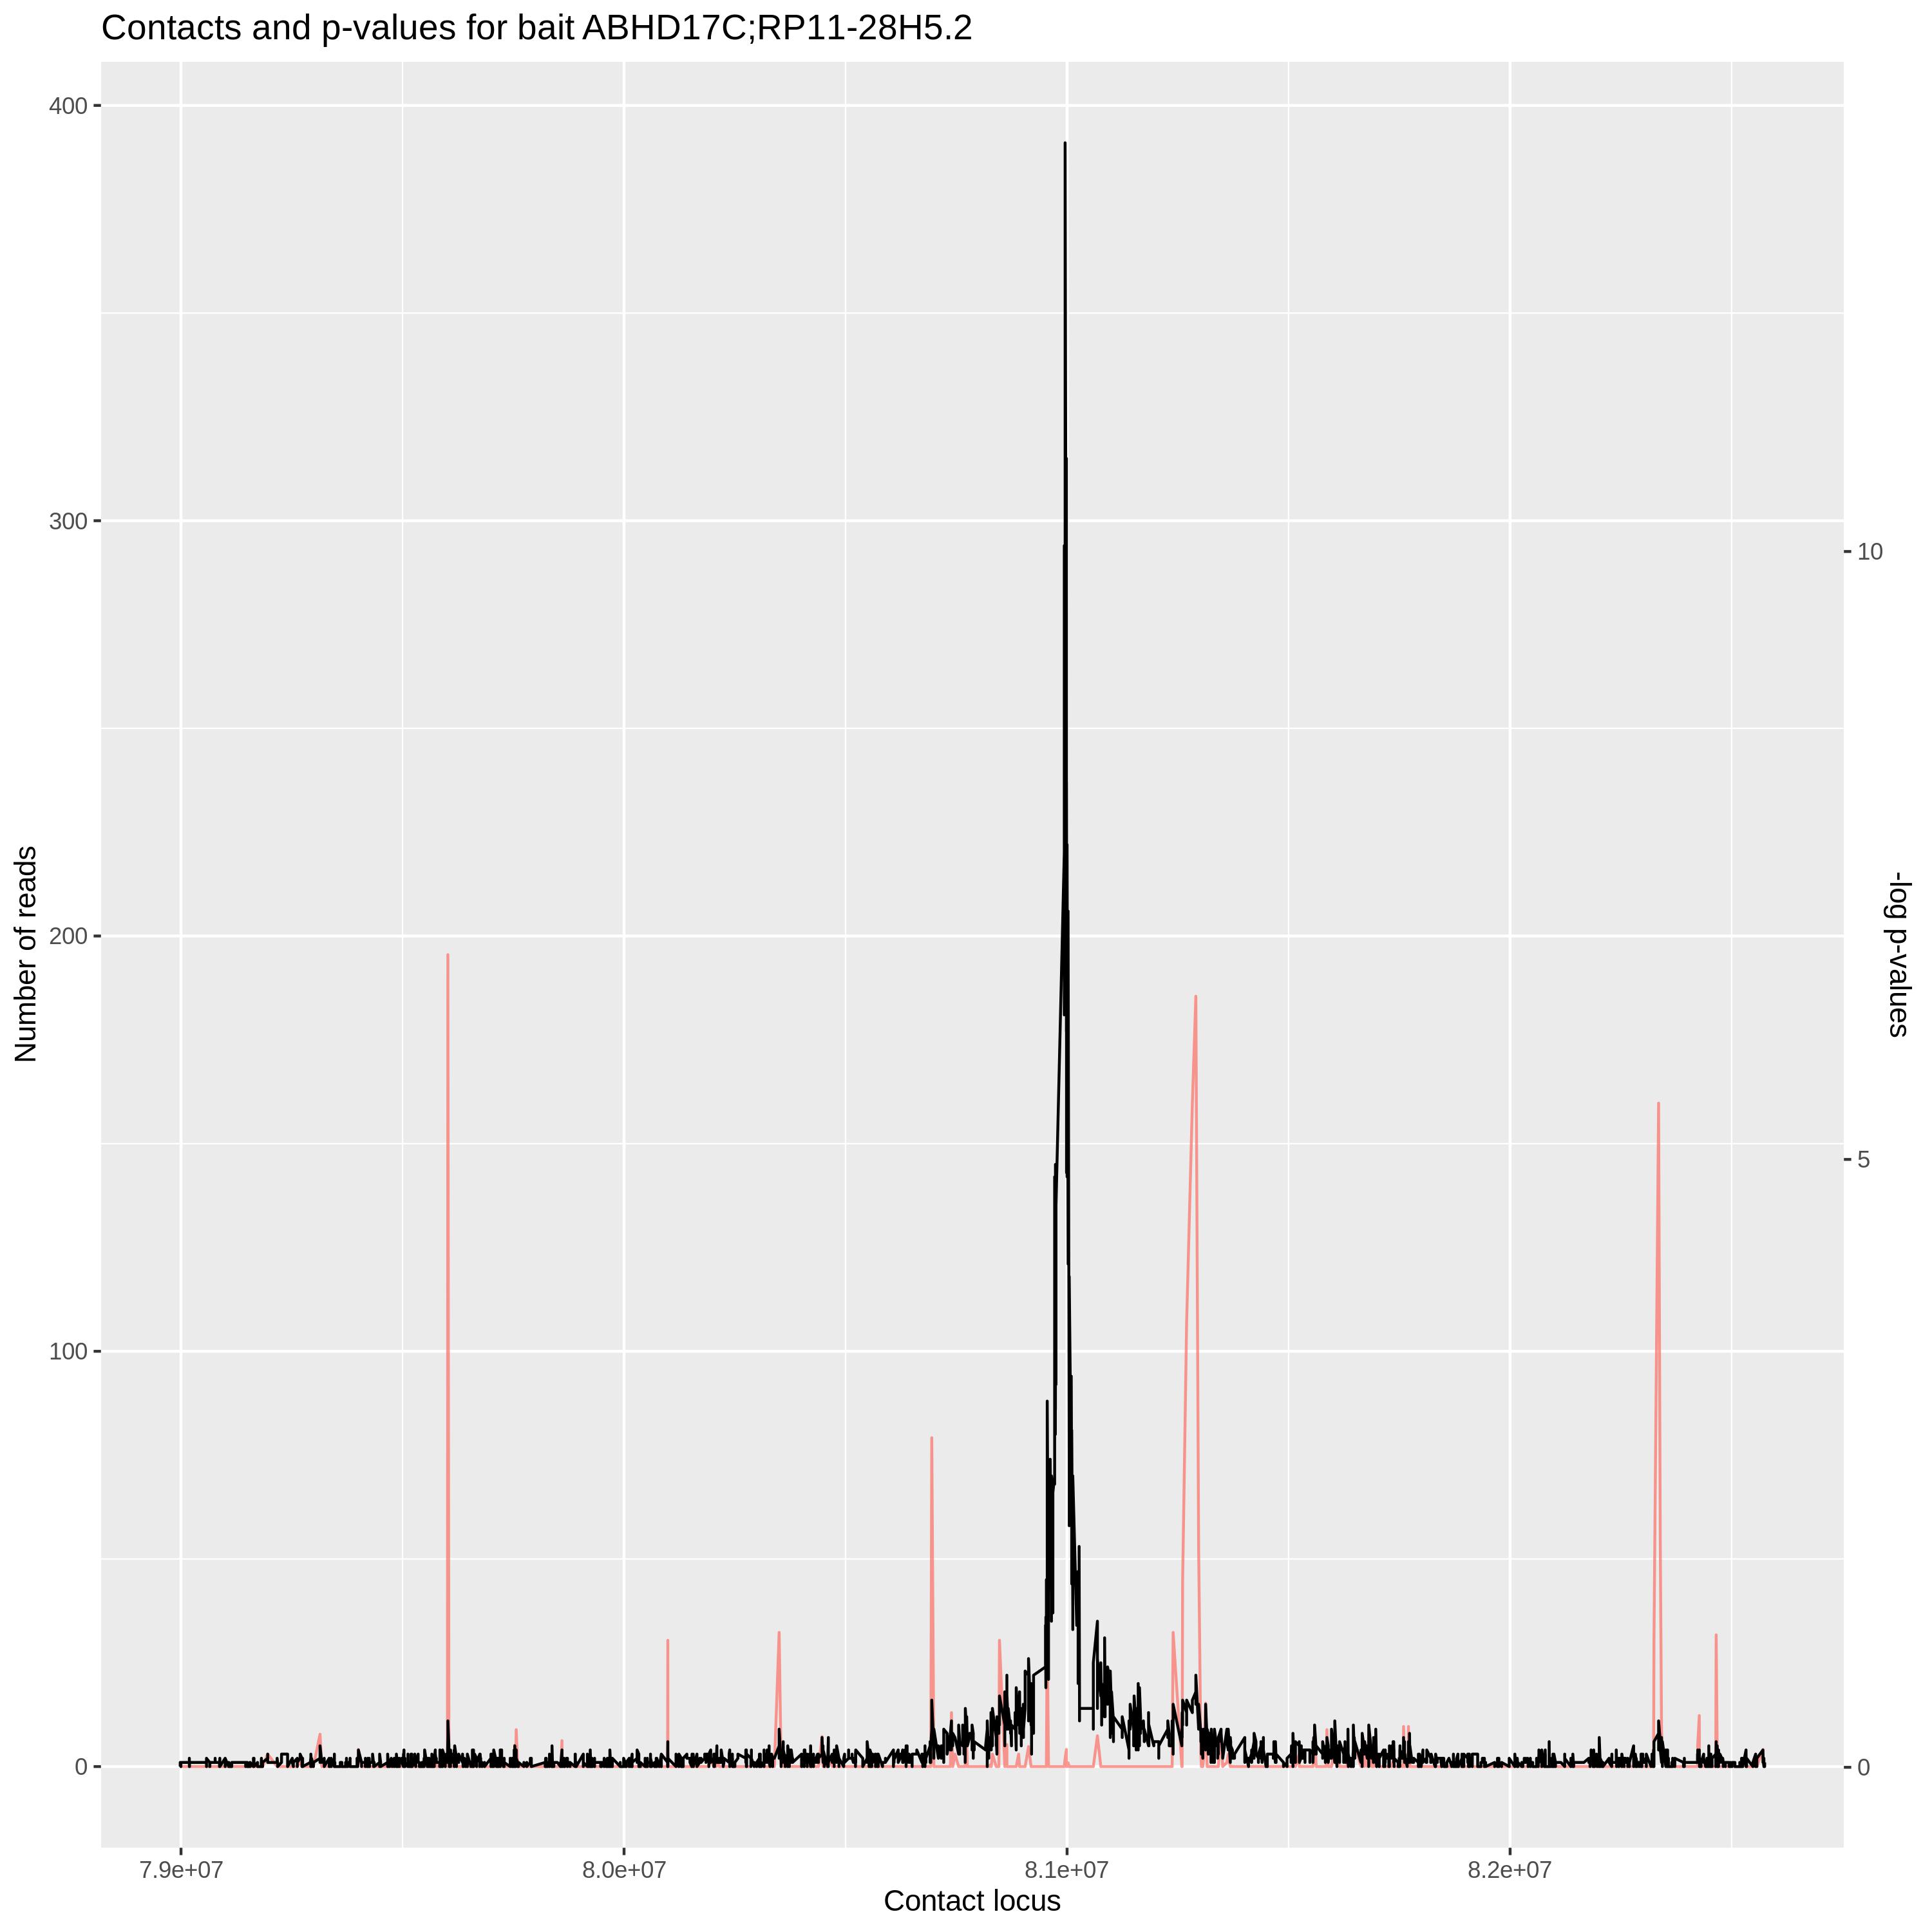 Contacts and p-values for bait ABHD17C;RP11-28H5.2
400
300
200
100
0
Number of reads
10
5
0
-log p-values
7.9e+07
8.0e+07
8.1e+07
8.2e+07
Contact locus